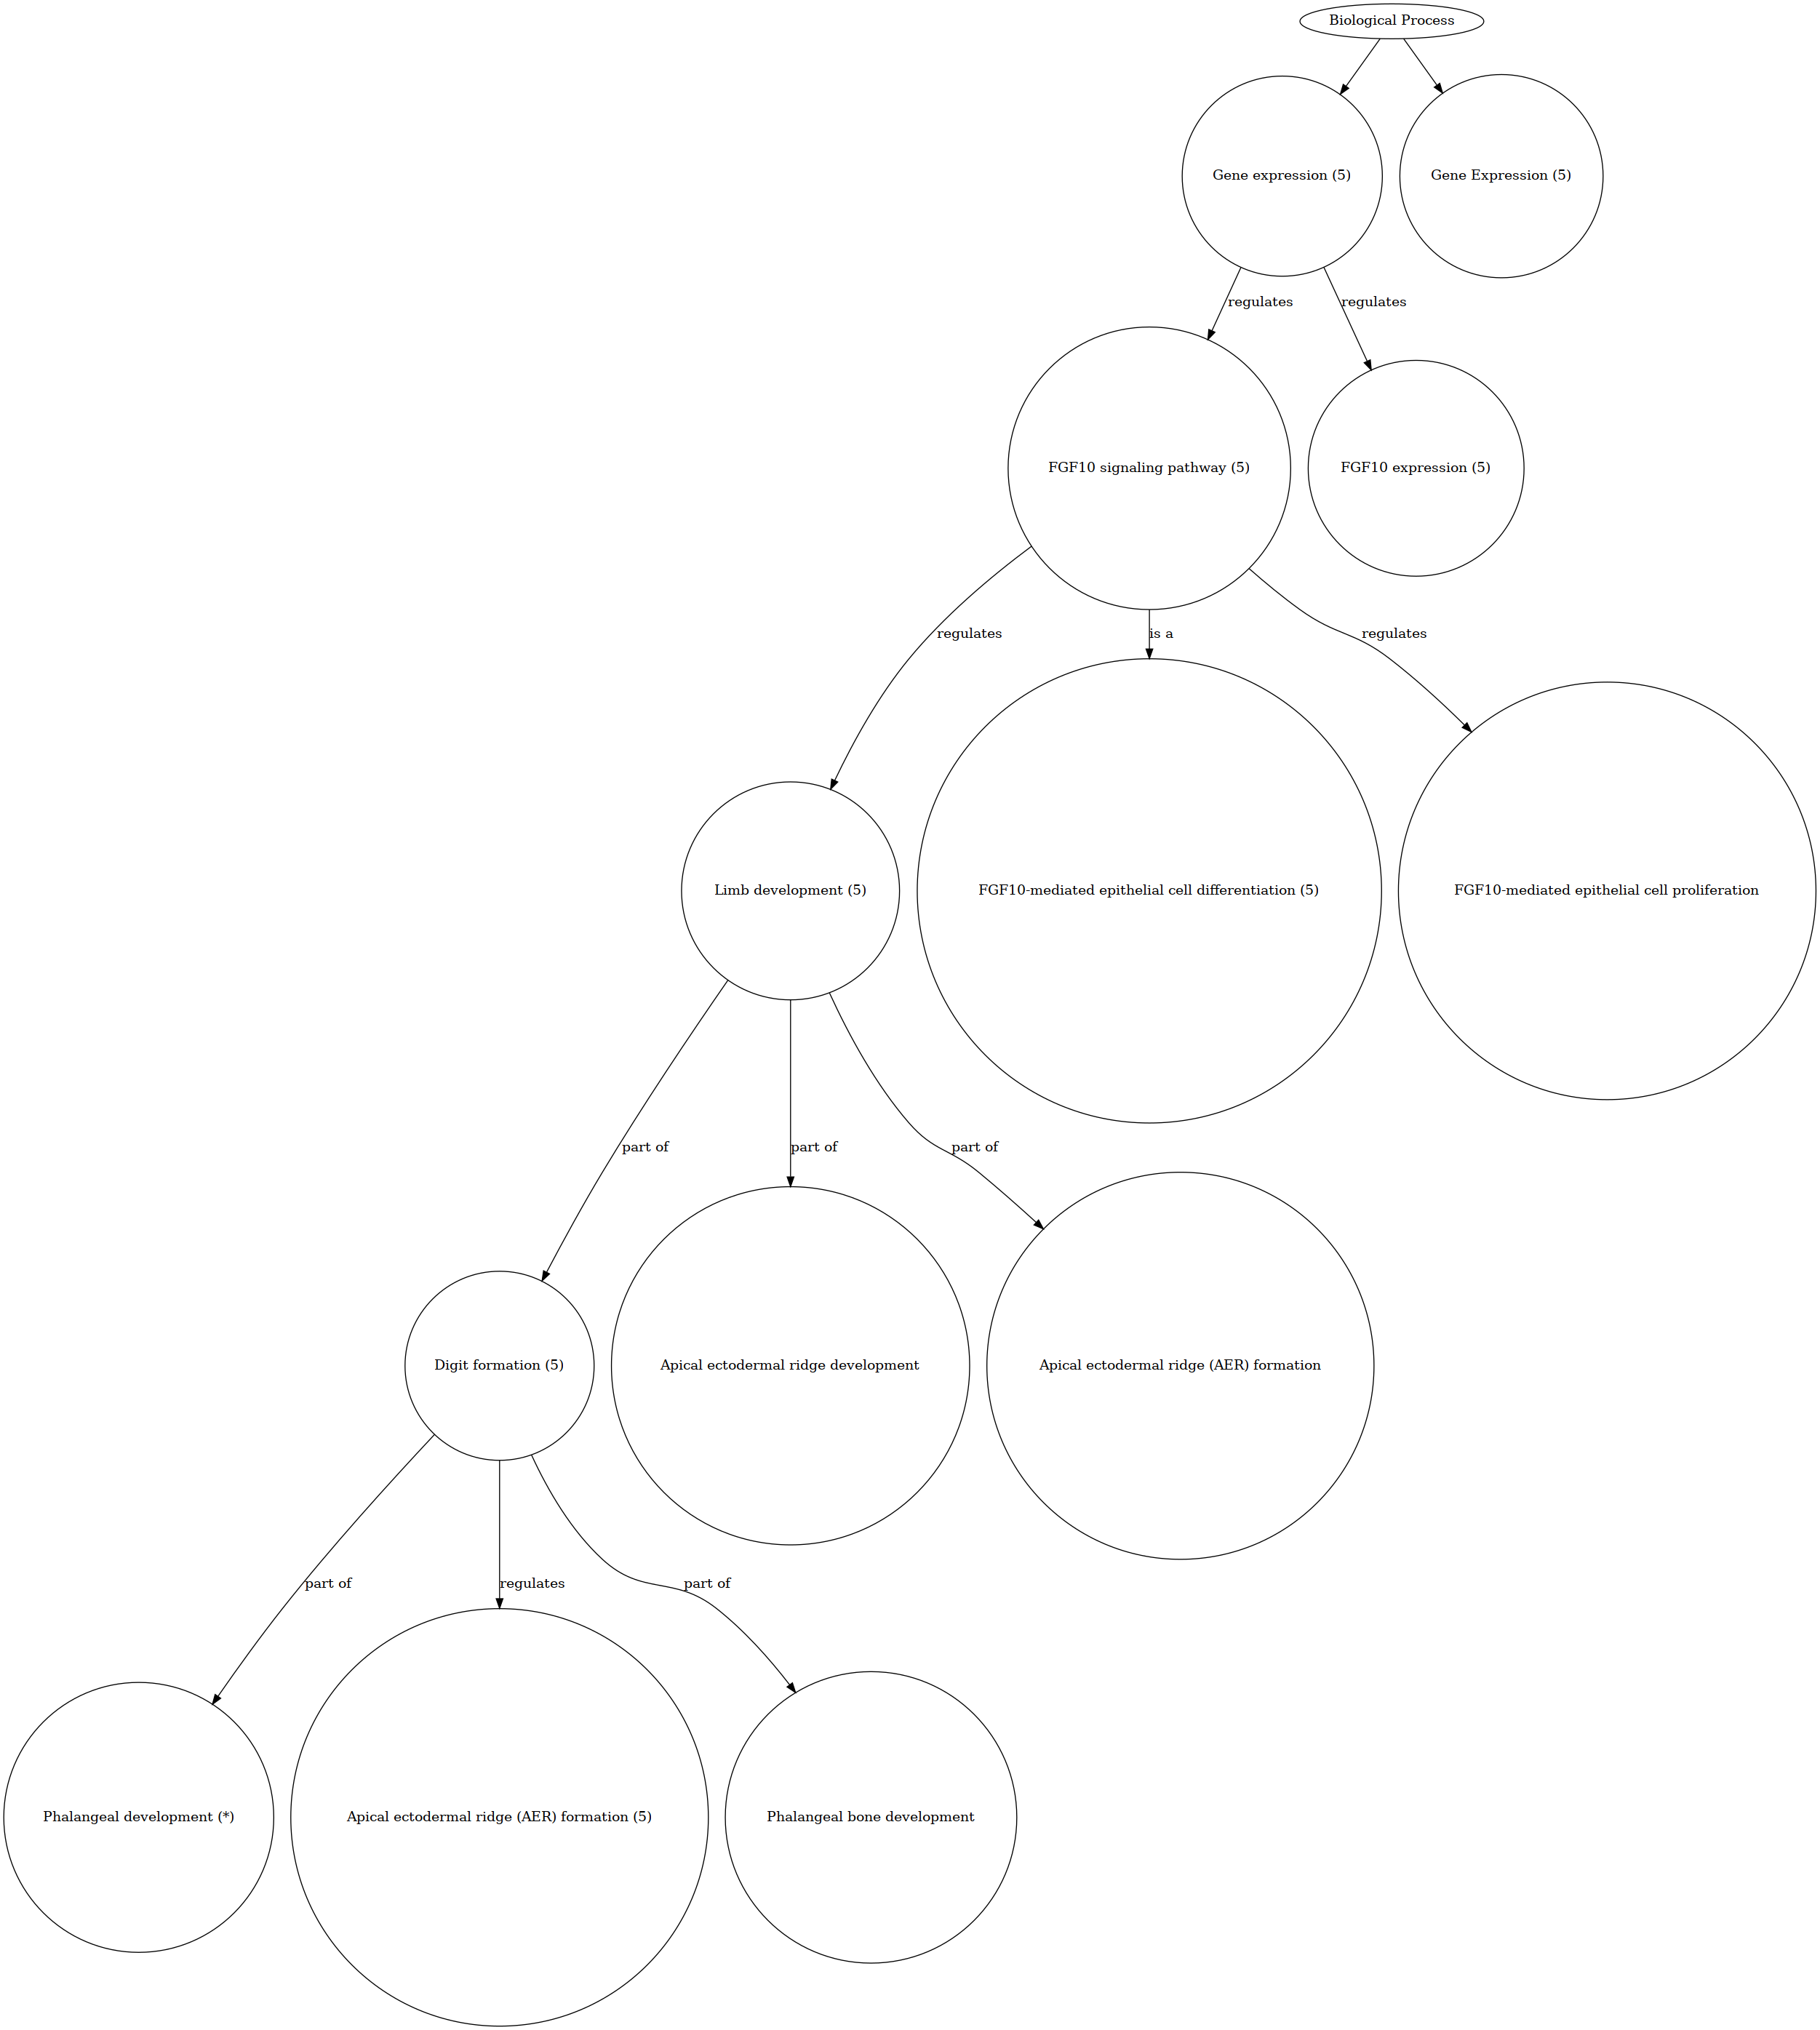 Biological Process
Gene expression (5)
Gene Expression (5)
regulates
regulates
FGF10 signaling pathway (5)
FGF10 expression (5)
regulates
is a
regulates
Limb development (5)
FGF10-mediated epithelial cell differentiation (5)
FGF10-mediated epithelial cell proliferation
part of
part of
part of
Digit formation (5)
Apical ectodermal ridge development
Apical ectodermal ridge (AER) formation
part of
regulates
part of
Phalangeal development (*)
Apical ectodermal ridge (AER) formation (5)
Phalangeal bone development